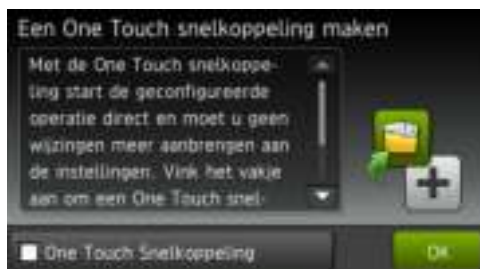 Een One Touch snelkoppeling maken
Met de One Touch snelkoppe-
ling start de geconfigureerde
operatie direct en moet u geen
wijzingen meer aanbrengen aan
de instellingen. Vink het vakje
aan om een One Touch snel-
One Touch Snelkoppeling
OK